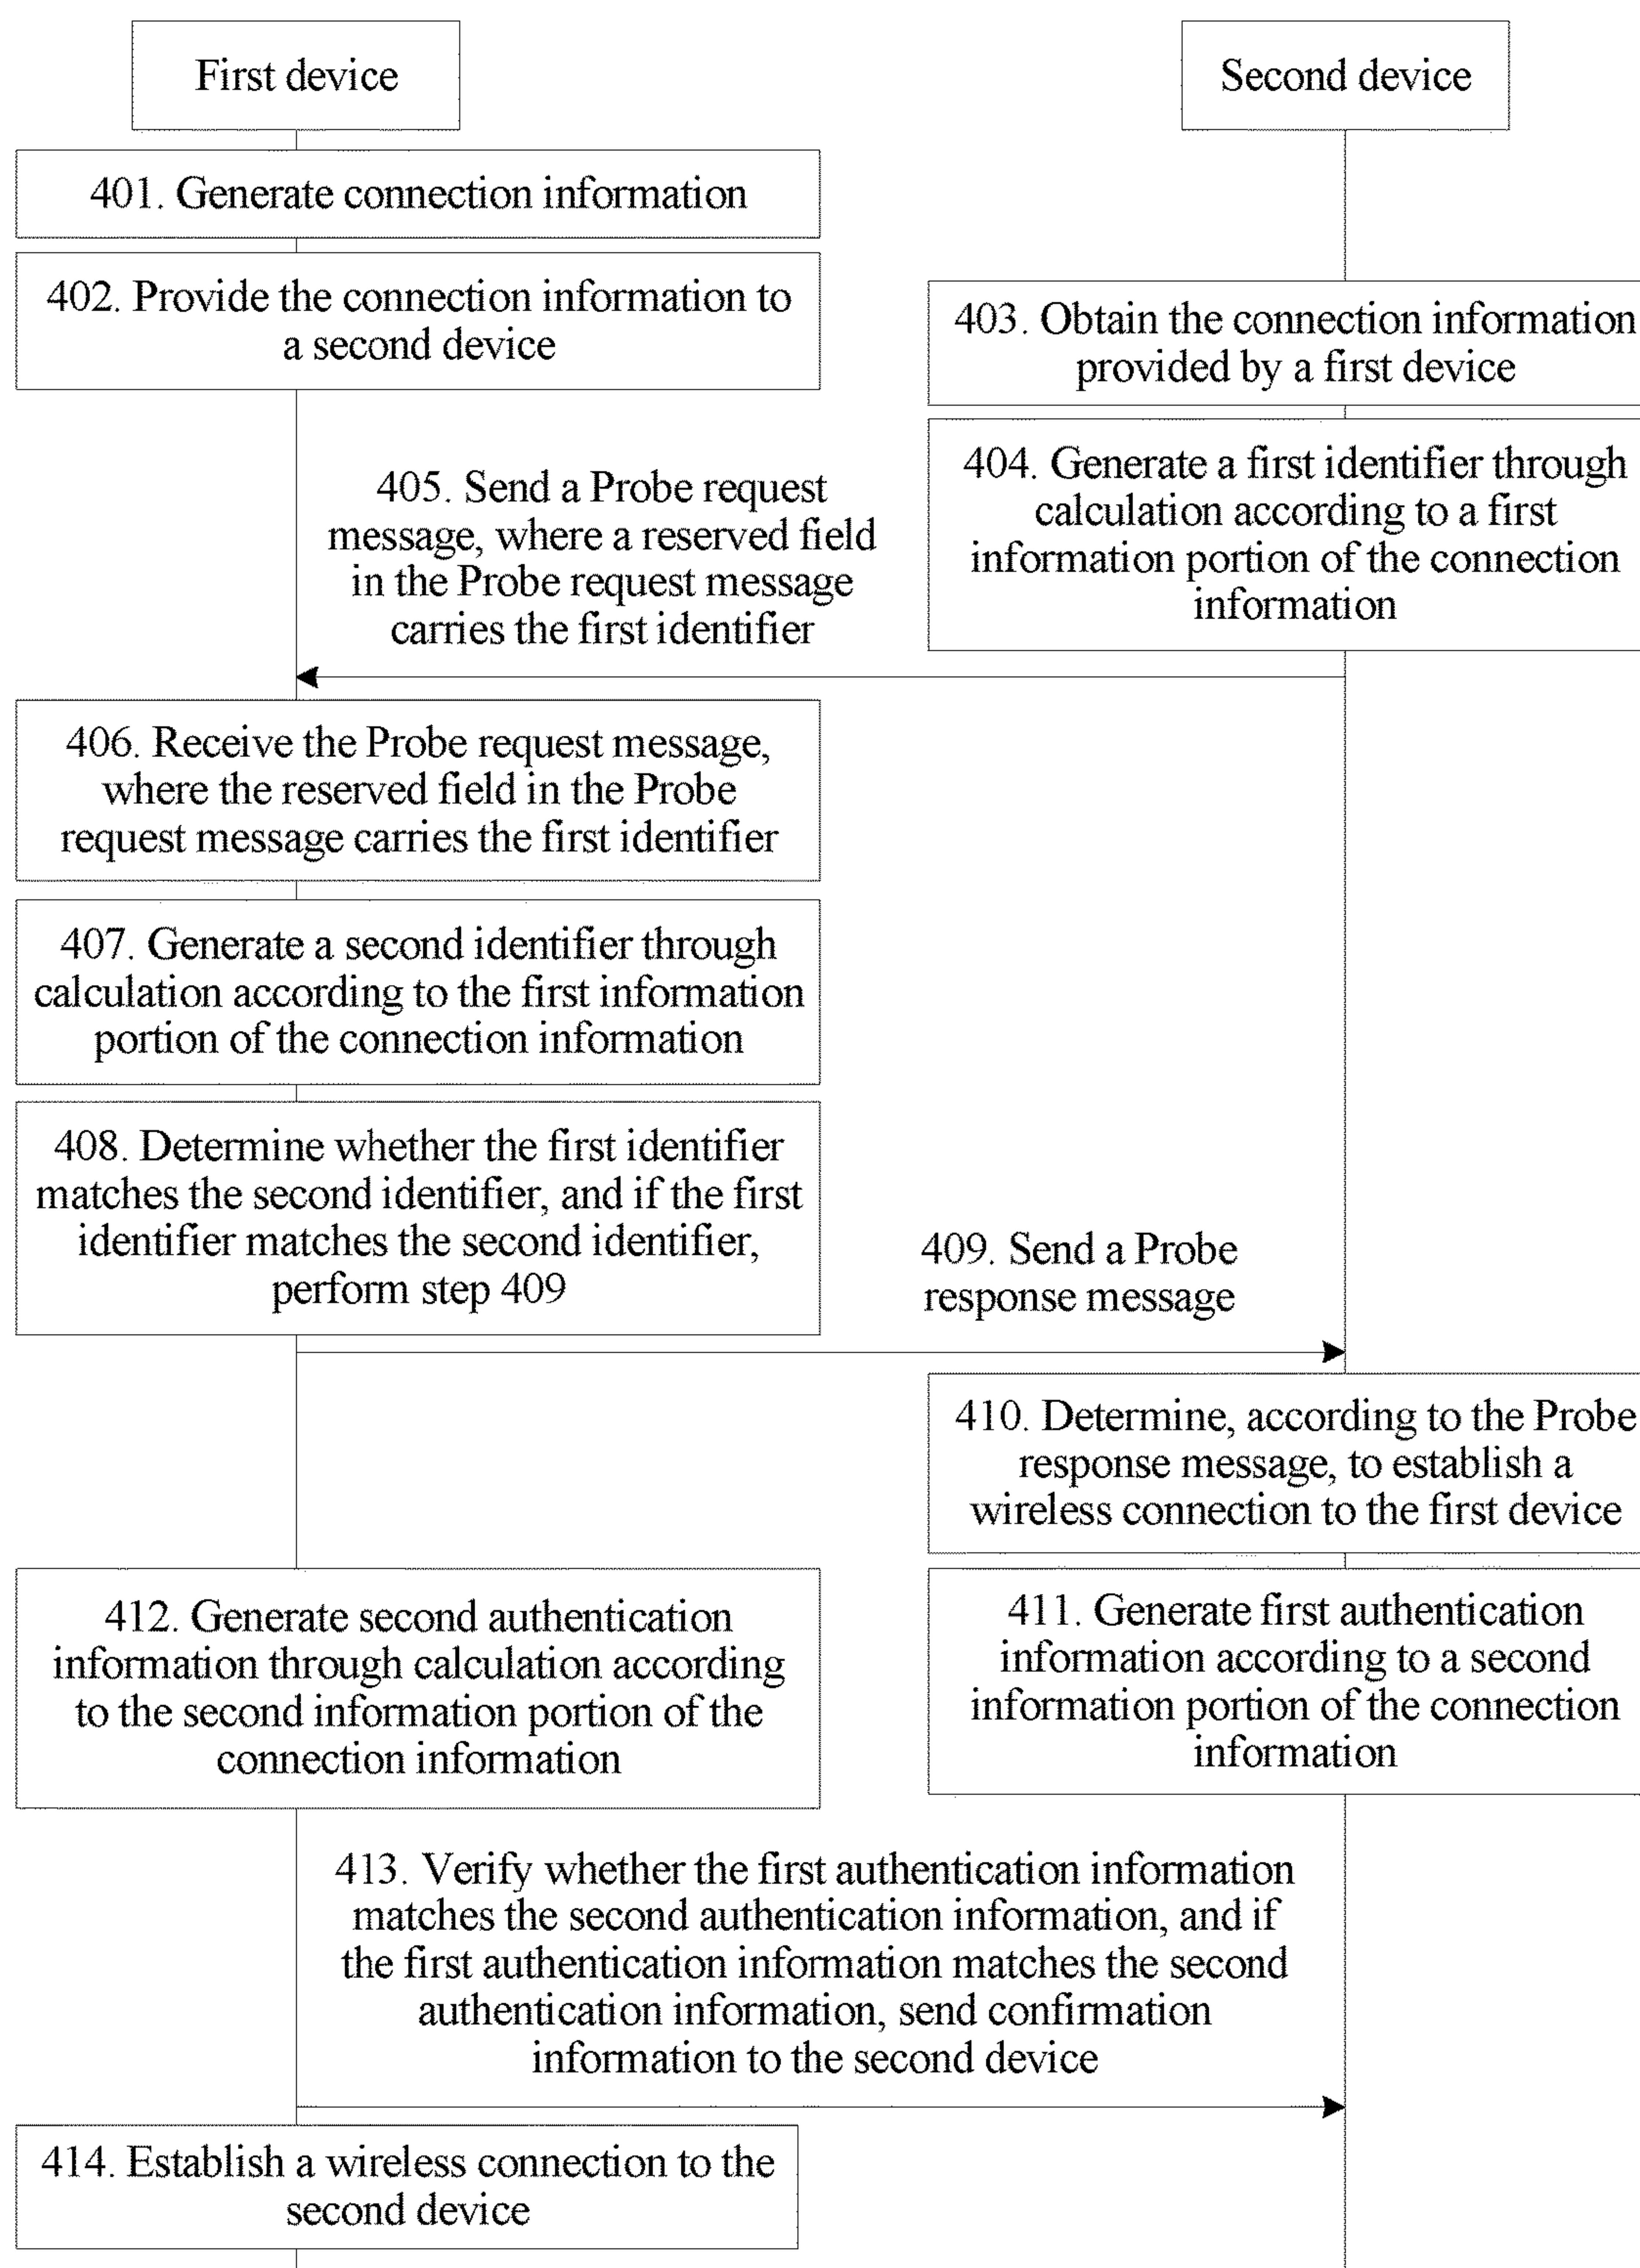 First device
Second device
401. Generate connection information
402. Provide the connection information to
a second device
403. Obtain the connection information
provided by a first device
404. Generate a first identifier through
calculation according to a first
information portion of the connection
information
405. Send a Probe request
message, where a reserved field
in the Probe request message
carries the first identifier
406. Receive the Probe request message,
where the reserved field in the Probe
request message carries the first identifier
407. Generate a second identifier through
calculation according to the first information
portion of the connection information
408. Determine whether the first identifier
matches the second identifier, and if the first
identifier matches the second identifier,
perform step 409
409. Send a Probe
response message
410. Determine, according to the Probe
response message, to establish a
wireless connection to the first device
411. Generate first authentication
information according to a second
information portion of the connection
information
412. Generate second authentication
information through calculation according
to the second information portion of the
connection information
413. Verify whether the first authentication information
matches the second authentication information, and if
the first authentication information matches the second
authentication information, send confirmation
information to the second device
414. Establish a wireless connection to the
second device